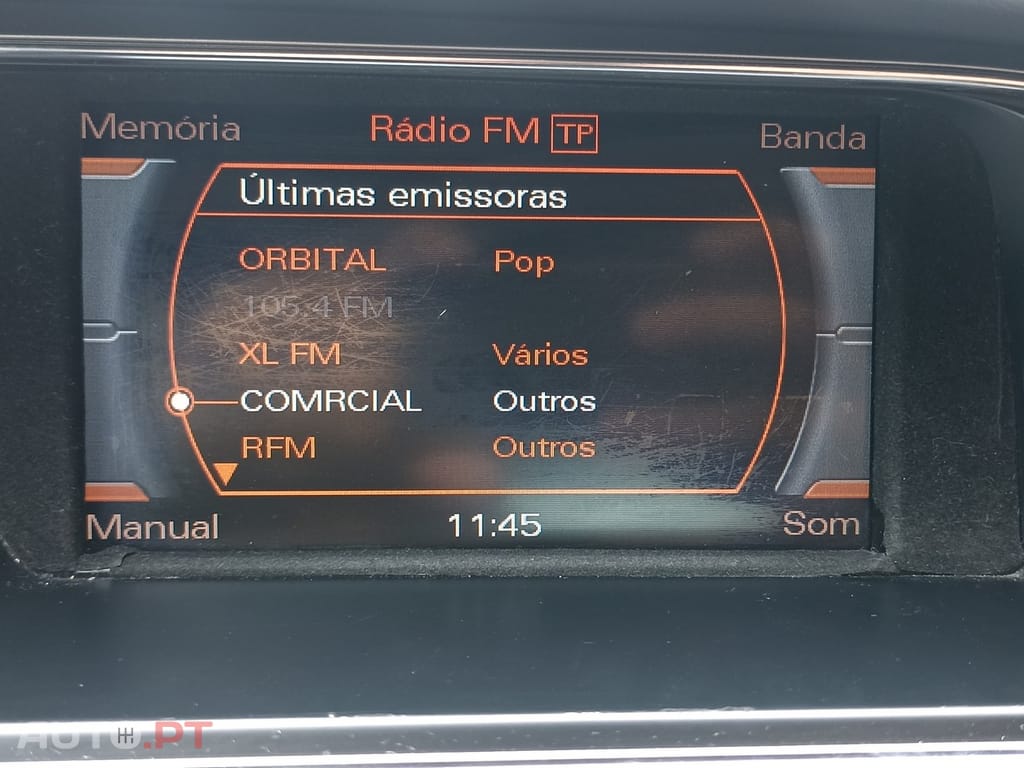 Memória Rádio FM TP Banda
Últimas emissoras
ORBITAL Pop
105.4 FM
XL FM Vários
COMRCIAL Outros
RFM Outros
Manual 11:45 Som
AUTO.PT